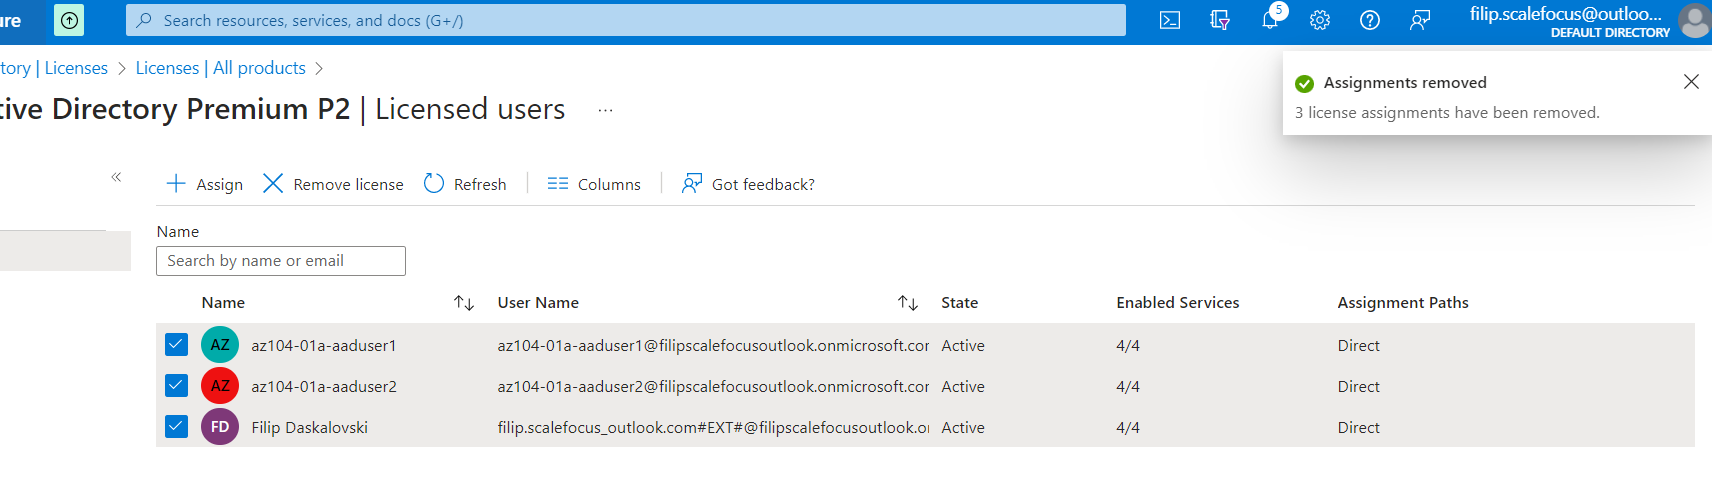 ure Search resources, services, and docs (G+/) 5 filip.scalefocus@outloo...
DEFAULT DIRECTORY
tory | Licenses > Licenses | All products >
Assignments removed
3 license assignments have been removed.
tive Directory Premium P2 | Licensed users ...
« Assign Remove license Refresh Columns Got feedback?
Name
Search by name or email
Name User Name State Enabled Services Assignment Paths
AZ az104-01a-aaduser1 az104-01a-aaduser1@filipscalefocusoutlook.onmicrosoft.cor Active 4/4 Direct
AZ az104-01a-aaduser2 az104-01a-aaduser2@filipscalefocusoutlook.onmicrosoft.cor Active 4/4 Direct
FD Filip Daskalovski filip.scalefocus_outlook.com#EXT#@filipscalefocusoutlook.o Active 4/4 Direct